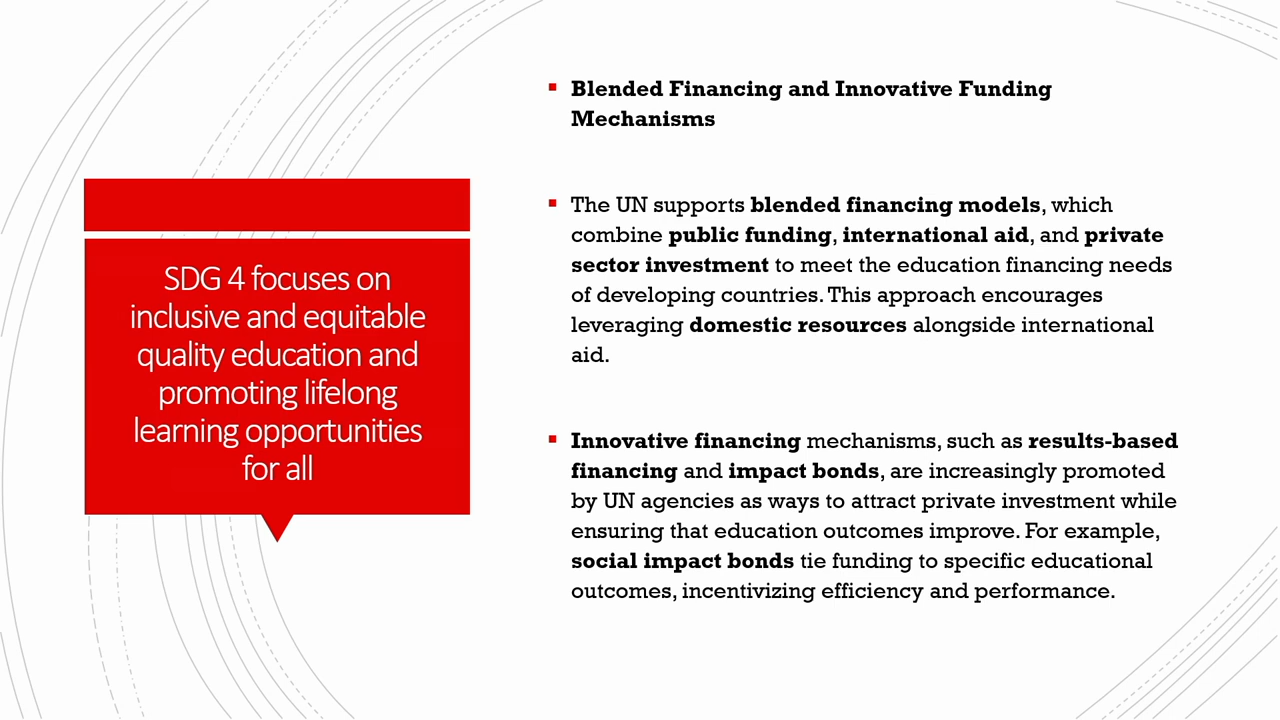 SDG 4 focuses on
inclusive and equitable
quality education and
promoting lifelong
learning opportunities
for all
Blended Financing and Innovative Funding
Mechanisms
The UN supports blended financing models, which
combine public funding, international aid, and private
sector investment to meet the education financing needs
of developing countries. This approach encourages
leveraging domestic resources alongside international
aid.
Innovative financing mechanisms, such as results-based
financing and impact bonds, are increasingly promoted
by UN agencies as ways to attract private investment while
ensuring that education outcomes improve. For example,
social impact bonds tie funding to specific educational
outcomes, incentivizing efficiency and performance.